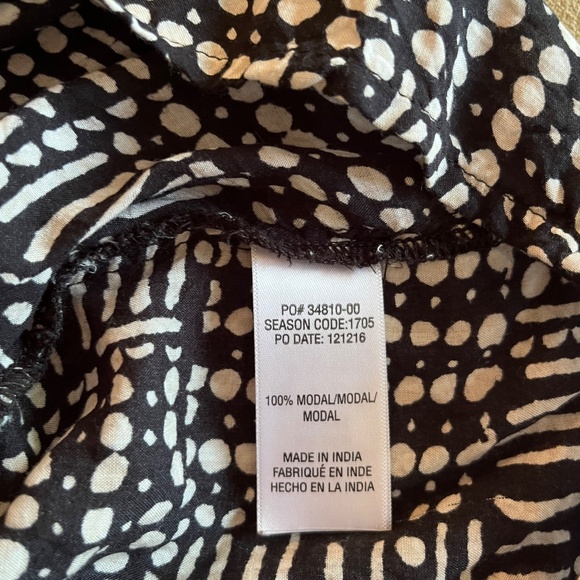 PO# 34810-00
SEASON CODE:1705
PO DATE: 121216
100% MODAL/MODAL/
MODAL
MADE IN INDIA
FABRIQUÉ EN INDE
HECHO EN LA INDIA